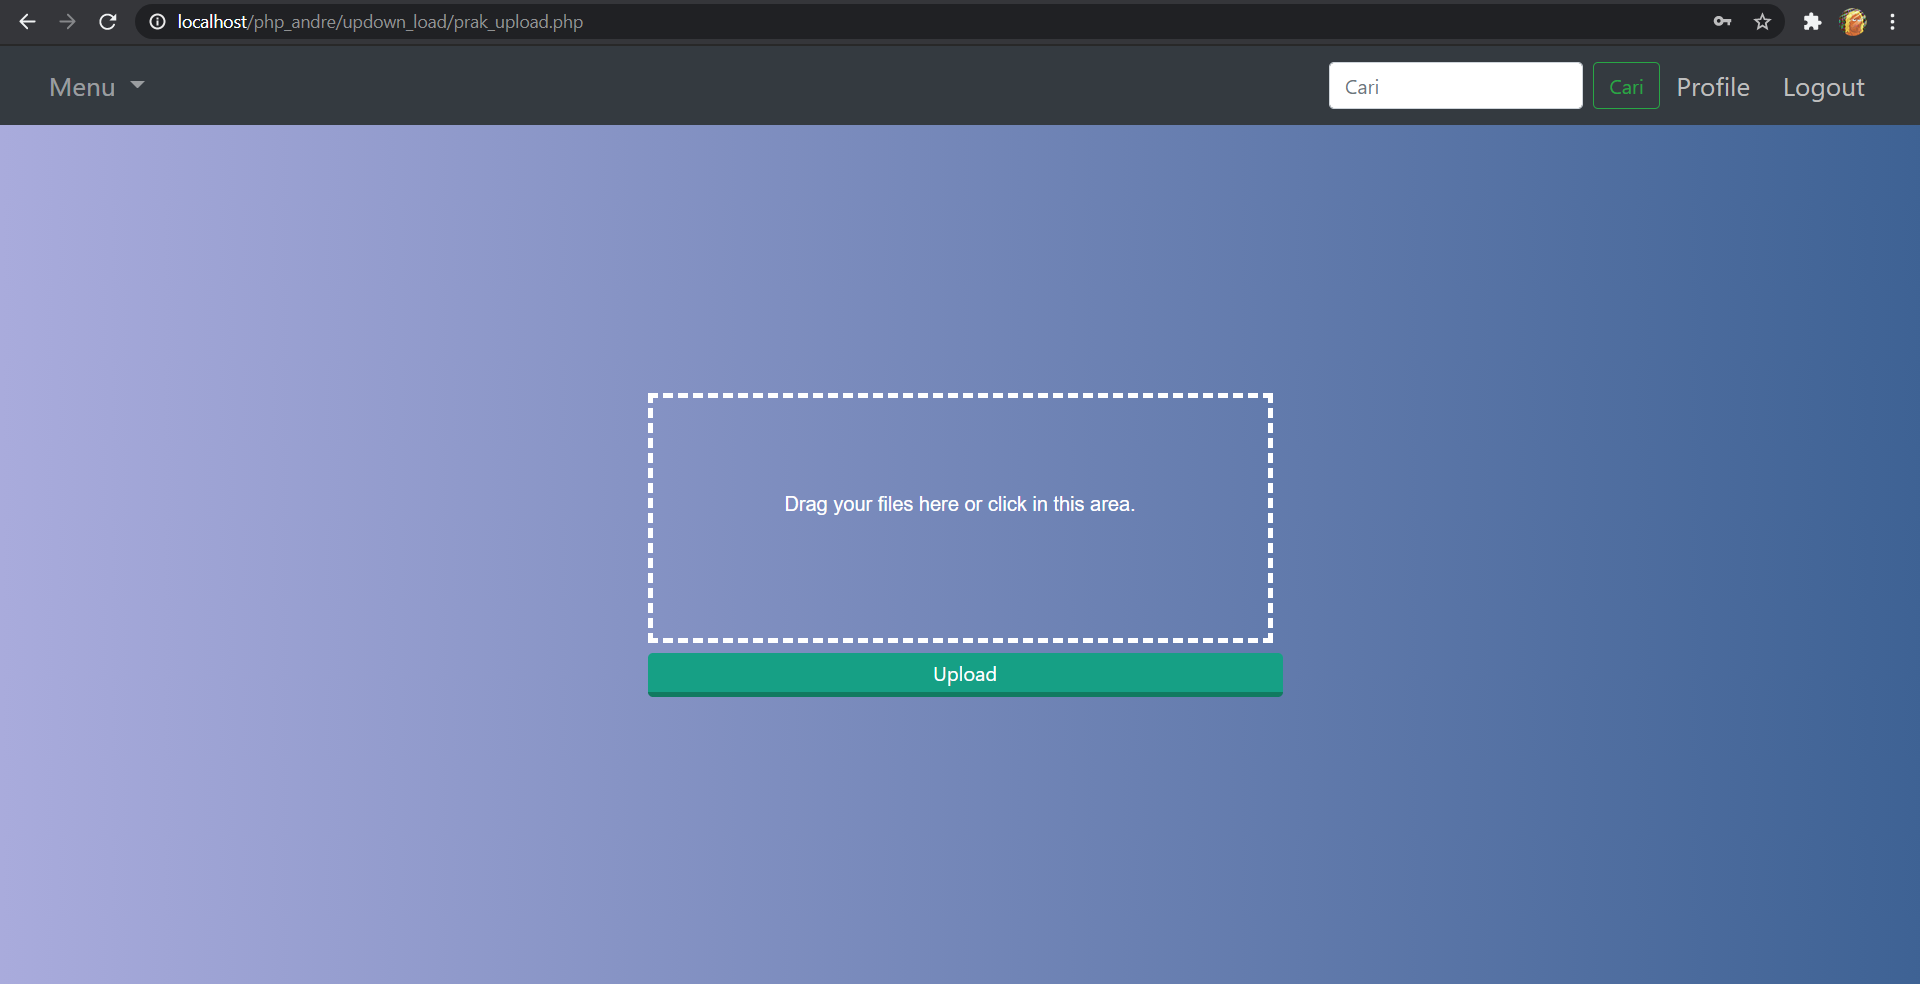 localhost/php_andre/updown_load/prak_upload.php
Menu
Cari
Cari
Profile
Logout
Drag your files here or click in this area.
Upload